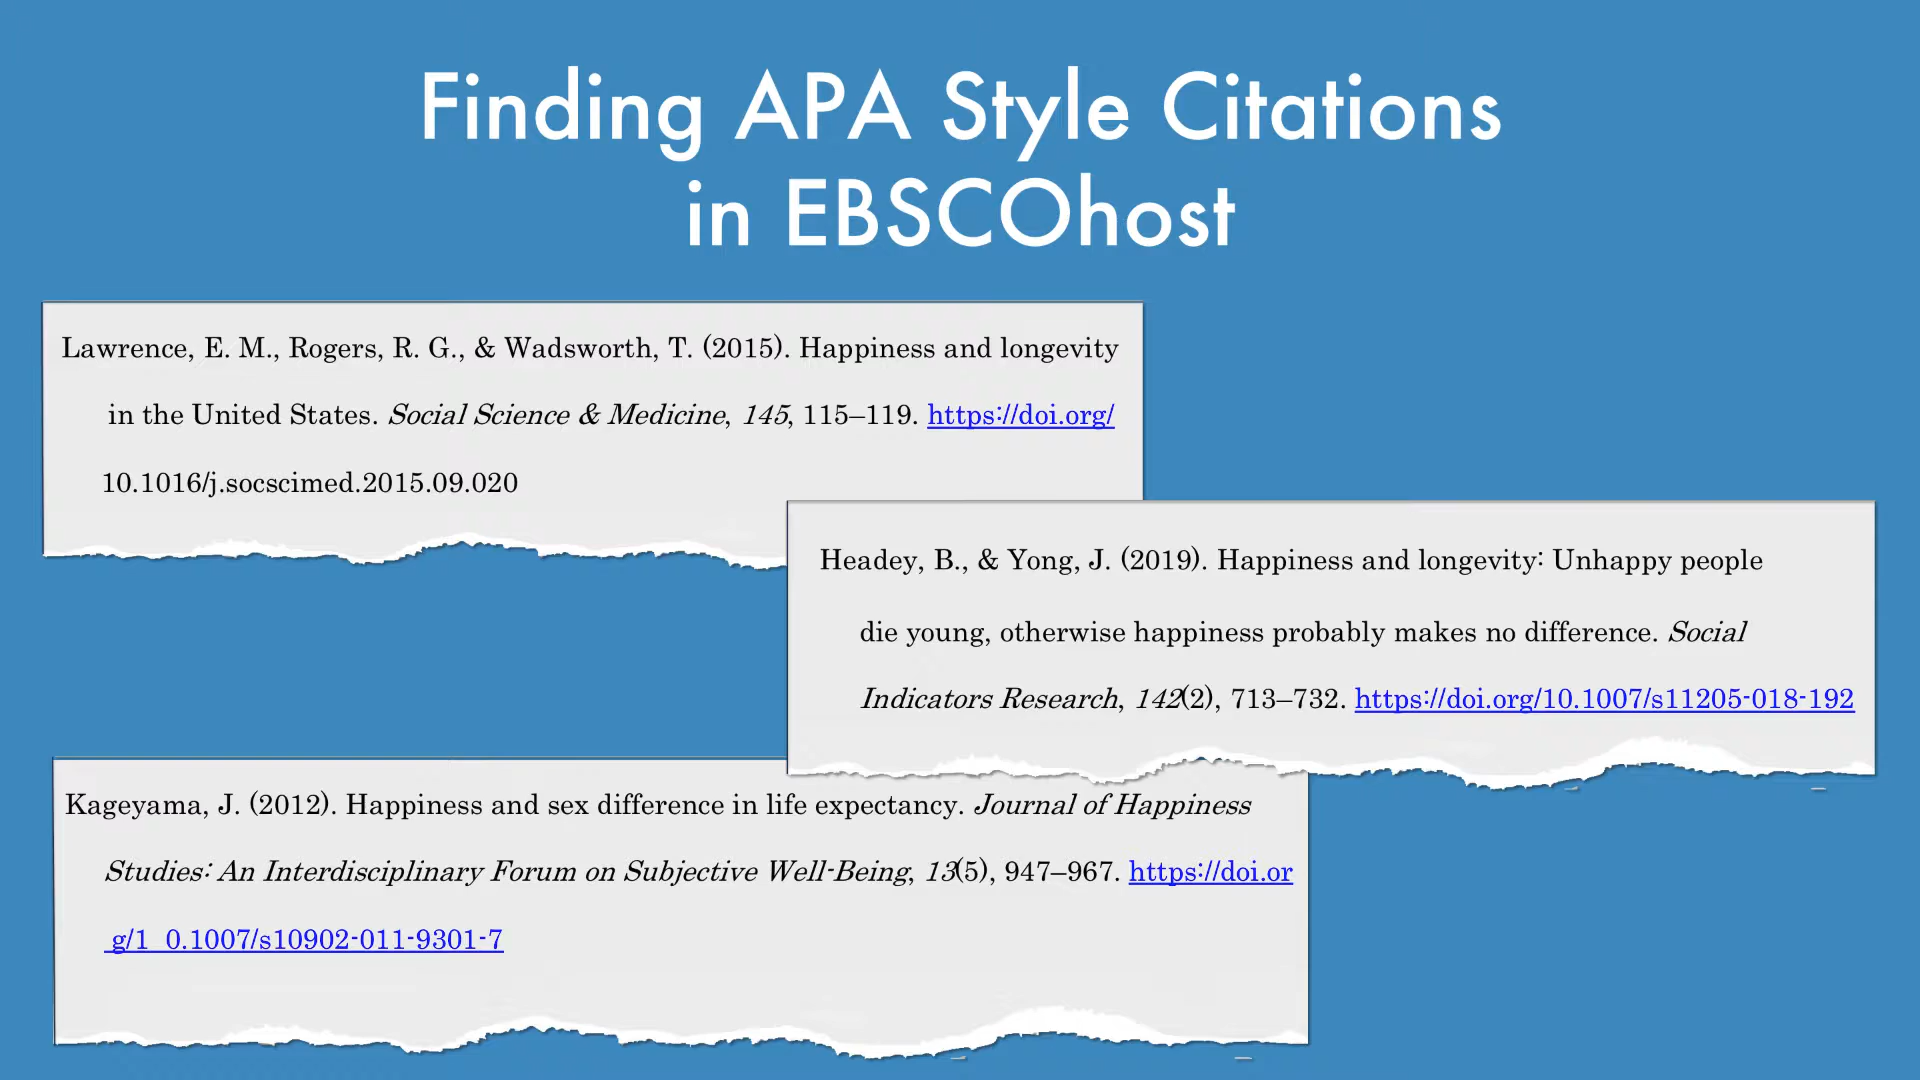 Finding APA Style Citations
in EBSCOhost
Lawrence, E. M., Rogers, R. G., & Wadsworth, T. (2015). Happiness and longevity
in the United States. Social Science & Medicine, 145, 115–119. https://doi.org/
10.1016/j.socscimed.2015.09.020
Headey, B., & Yong, J. (2019). Happiness and longevity: Unhappy people
die young, otherwise happiness probably makes no difference. Social
Indicators Research, 142(2), 713–732. https://doi.org/10.1007/s11205-018-192
Kageyama, J. (2012). Happiness and sex difference in life expectancy. Journal of Happiness
Studies: An Interdisciplinary Forum on Subjective Well-Being, 13(5), 947–967. https://doi.or
g/1 0.1007/s10902-011-9301-7